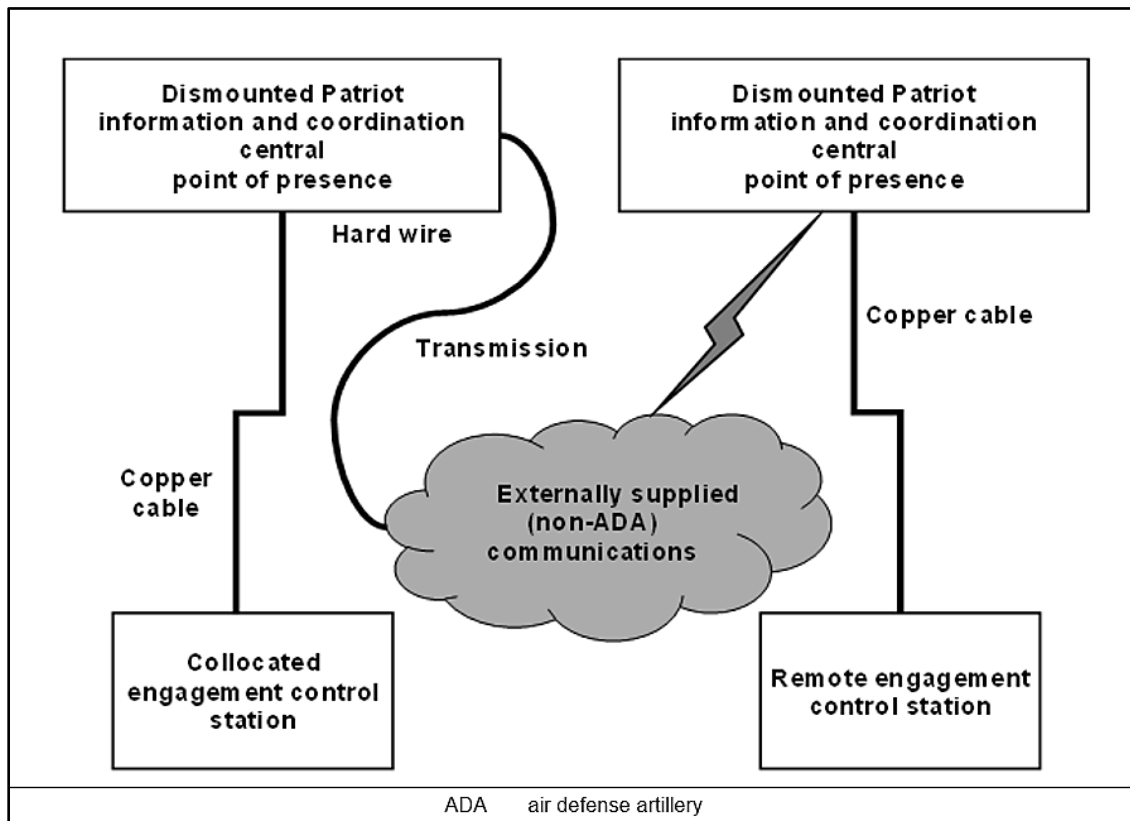 Dismounted Patriot
information and coordination
central
point of presence
Dismounted Patriot
information and coordination
central
point of presence
Hard wire
Copper cable
Transmission
Copper
cable
Externally supplied
(non-ADA)
communications
Collocated
engagement control
station
Remote engagement
control station
ADA air defense artillery